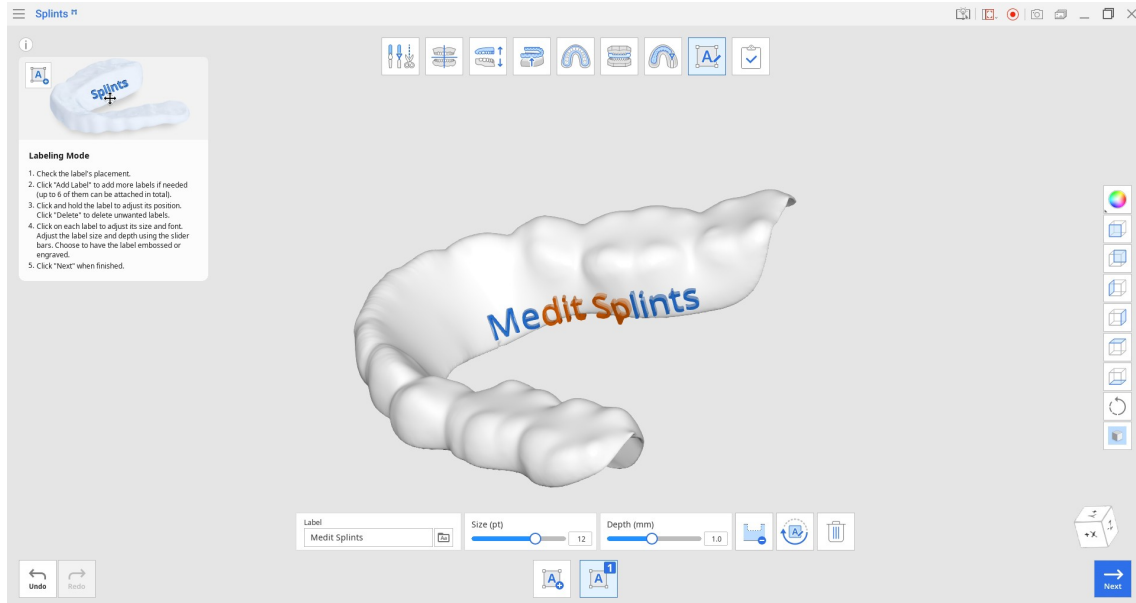 Splints
Splints
Labeling Mode
1. Check the label's placement.
2. Click "Add Label" to add more labels if needed
(up to 6 of them can be attached in total).
3. Click and hold the label to adjust its position.
Click "Delete" to delete unwanted labels.
4. Click on each label to adjust its size and font.
Adjust the label size and depth using the slider
bars. Choose to have the label embossed or
engraved.
5. Click "Next" when finished.
Medit Splints
Label
Medit Splints
Aa
Size (pt)
12
Depth (mm)
1.0
+X
Undo
Redo
A
A
1
Next